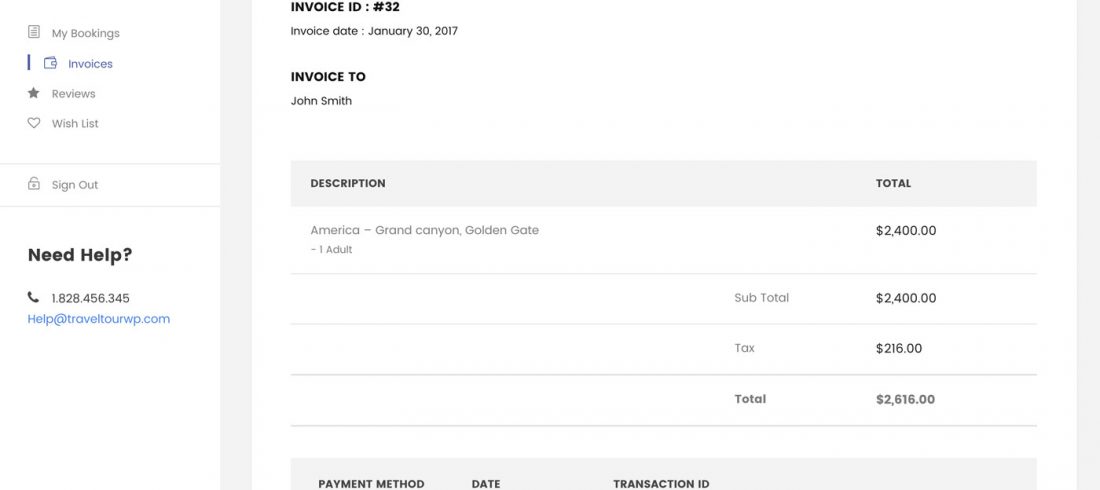 My Bookings
Invoices
Reviews
Wish List
Sign Out
Need Help?
1.828.456.345
Help@traveltourwp.com
INVOICE ID : #32
Invoice date : January 30, 2017
INVOICE TO
John Smith
DESCRIPTION TOTAL
America – Grand canyon, Golden Gate $2,400.00
- 1 Adult
Sub Total $2,400.00
Tax $216.00
Total $2,616.00
PAYMENT METHOD DATE TRANSACTION ID